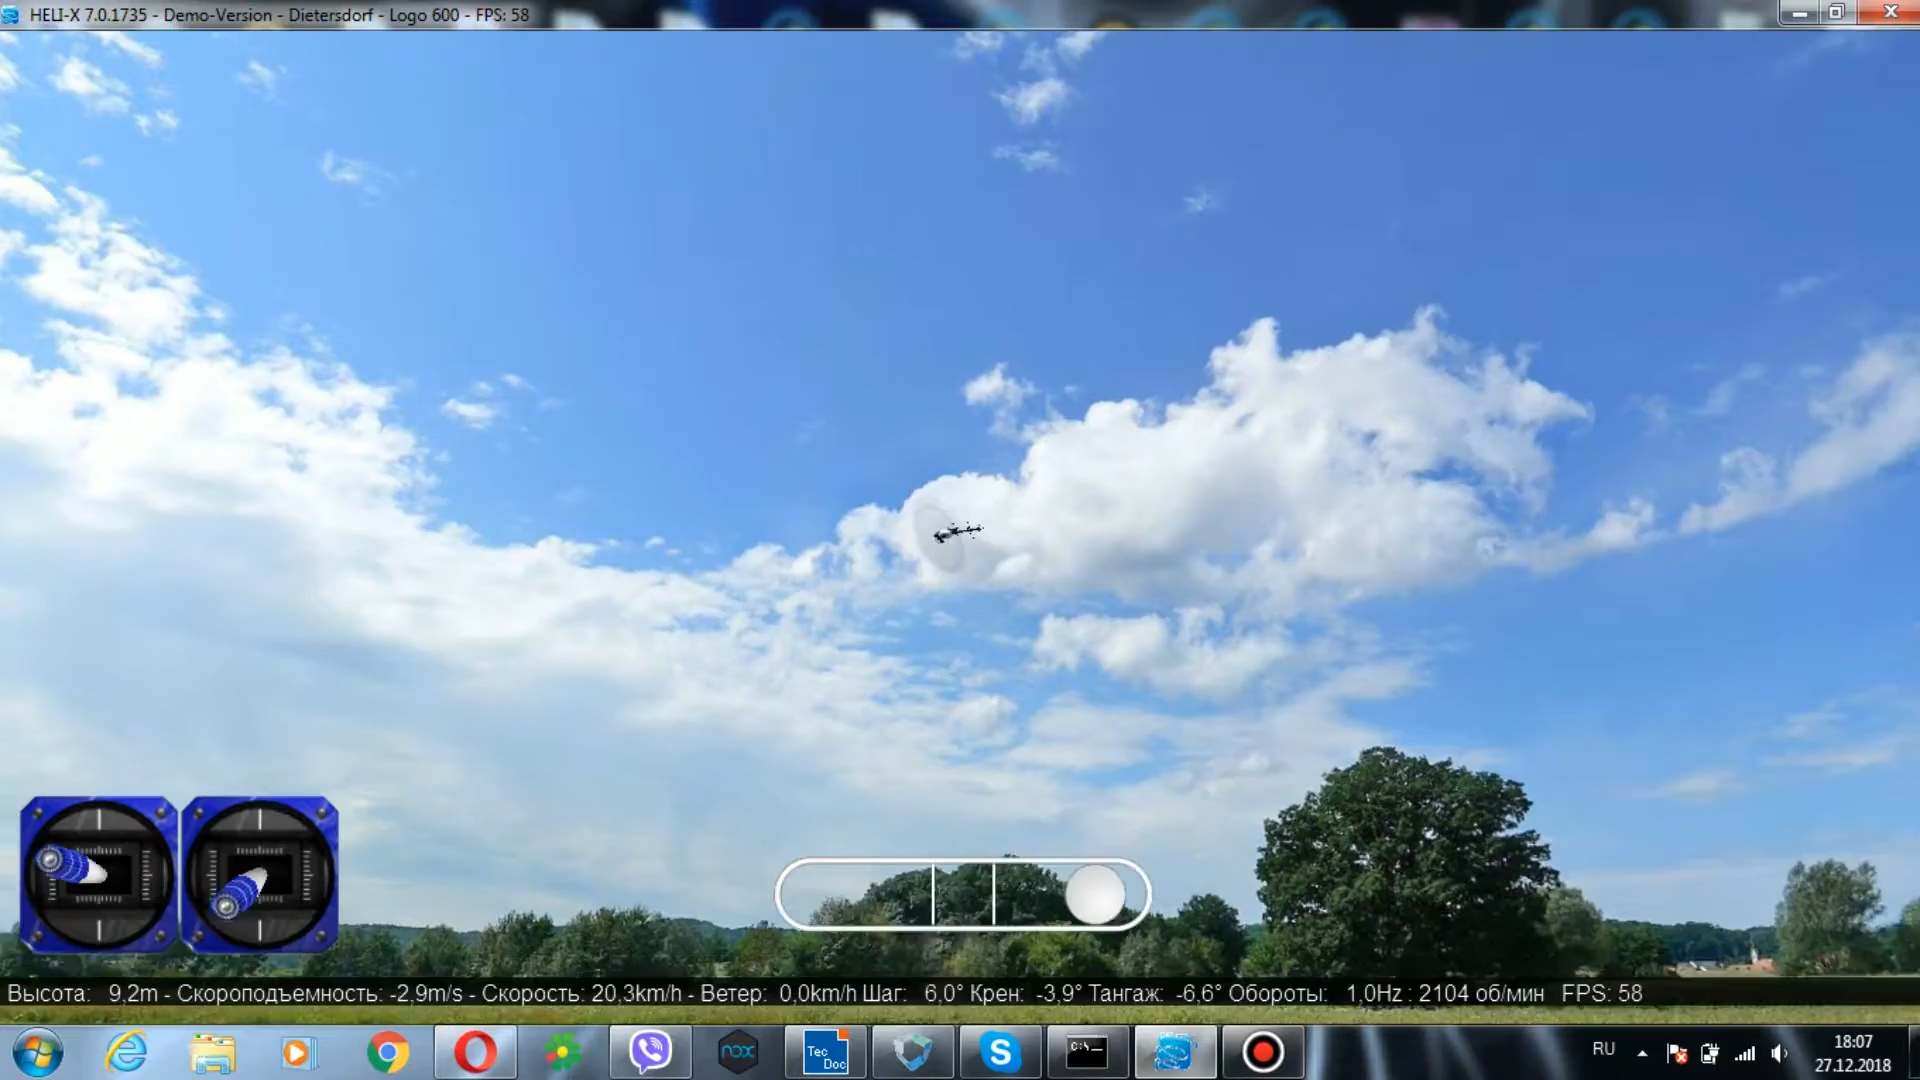 HELI-X 7.0.1735 - Demo-Version - Dietersdorf - Logo 600 - FPS: 58
Высота: 9,2m - Скороподъемность: -2,9m/s - Скорость: 20,3km/h - Ветер: 0,0km/h Шаг: 6,0° Крен: -3,9° Тангаж: -6,6° Обороты: 1,0Hz : 2104 об/мин FPS: 58
nox
Tec
Doc
C:\
RU
18:07
27.12.2018